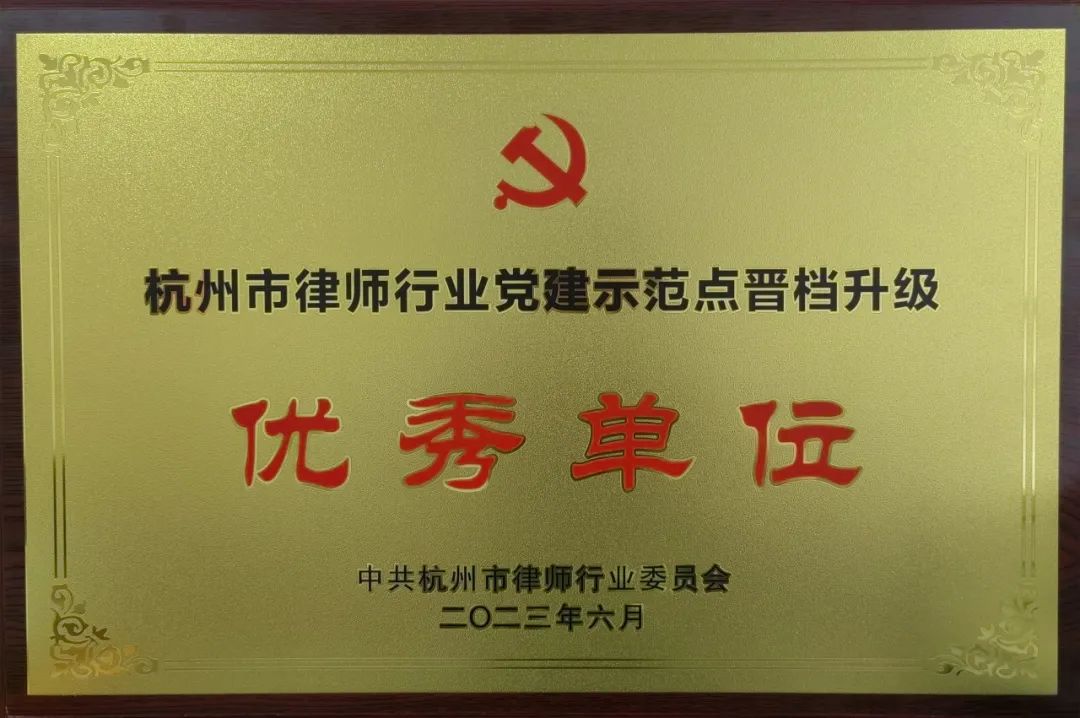 杭州市律师行业党建示范点晋档升级
优秀单位
中共杭州市律师行业委员会
二〇二三年六月